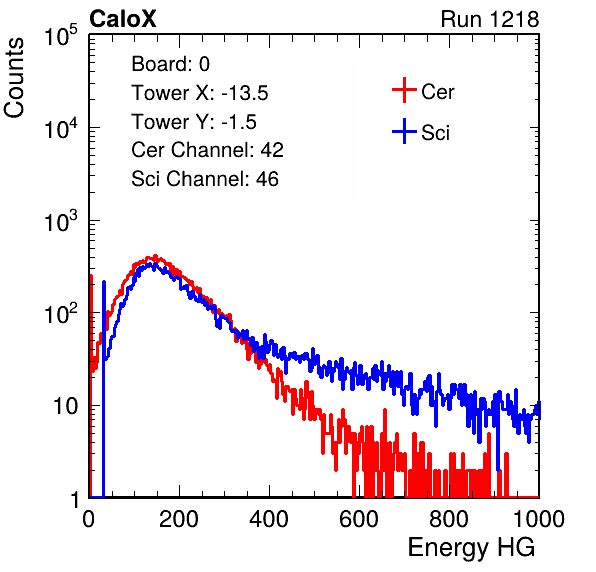 CaloX Run 1218
Counts
Board: 0
Tower X: -13.5
Tower Y: -1.5
Cer Channel: 42
Sci Channel: 46
Cer
Sci
10^5
10^4
10^3
10^2
10
1
0 200 400 600 800 1000
Energy HG